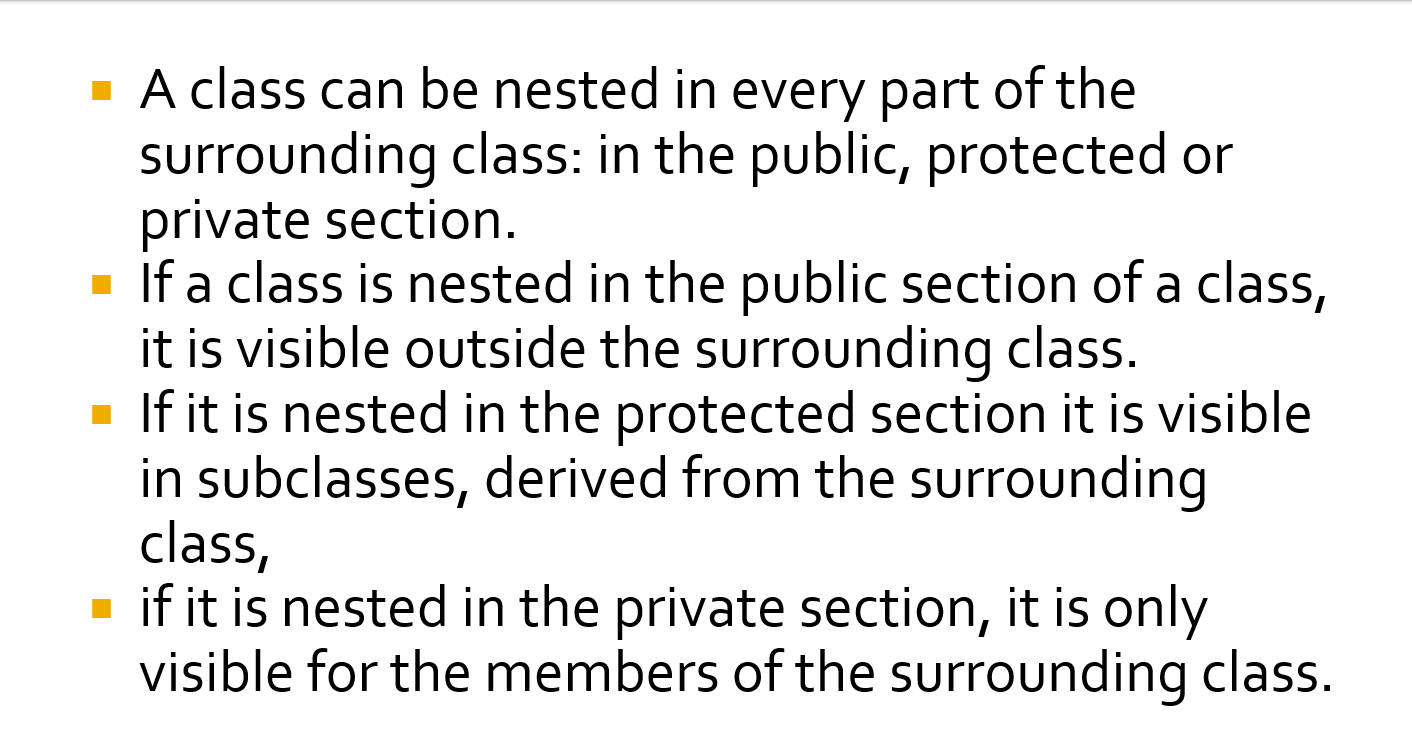 A class can be nested in every part of the
surrounding class: in the public, protected or
private section.
If a class is nested in the public section of a class,
it is visible outside the surrounding class.
If it is nested in the protected section it is visible
in subclasses, derived from the surrounding
class,
if it is nested in the private section, it is only
visible for the members of the surrounding class.